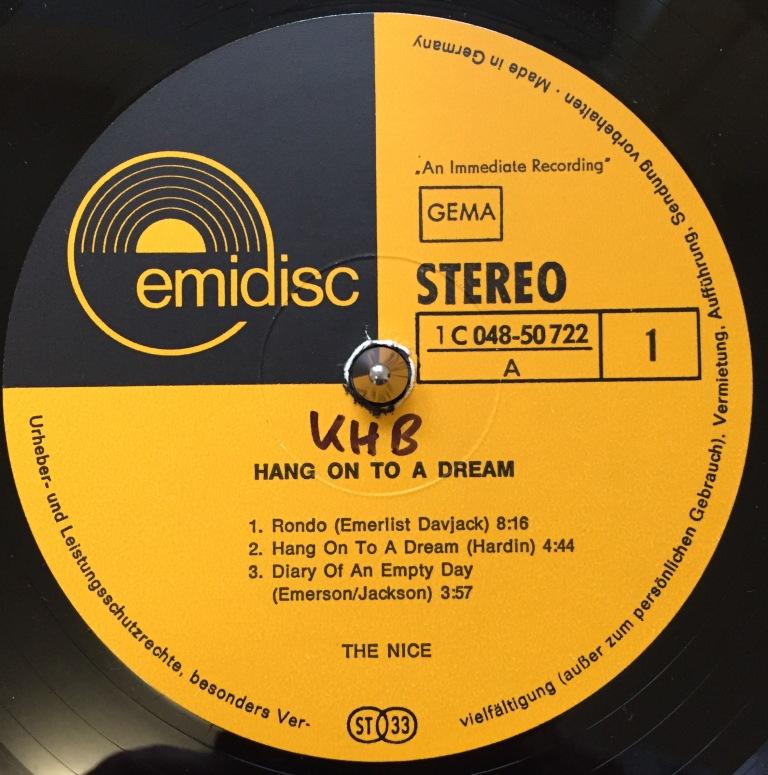 emidisc
„An Immediate Recording"
GEMA
STEREO
1 C 048-50 722
A
1
KHB
HANG ON TO A DREAM
1. Rondo (Emerlist Davjack) 8:16
2. Hang On To A Dream (Hardin) 4:44
3. Diary Of An Empty Day
(Emerson/Jackson) 3:57
THE NICE
ST 33
Urheber- und Leistungsschutzrechte, besonders Ver-
vielfältigung (außer zum persönlichen Gebrauch), Vermietung, Aufführung, Sendung vorbehalten · Made in Germany